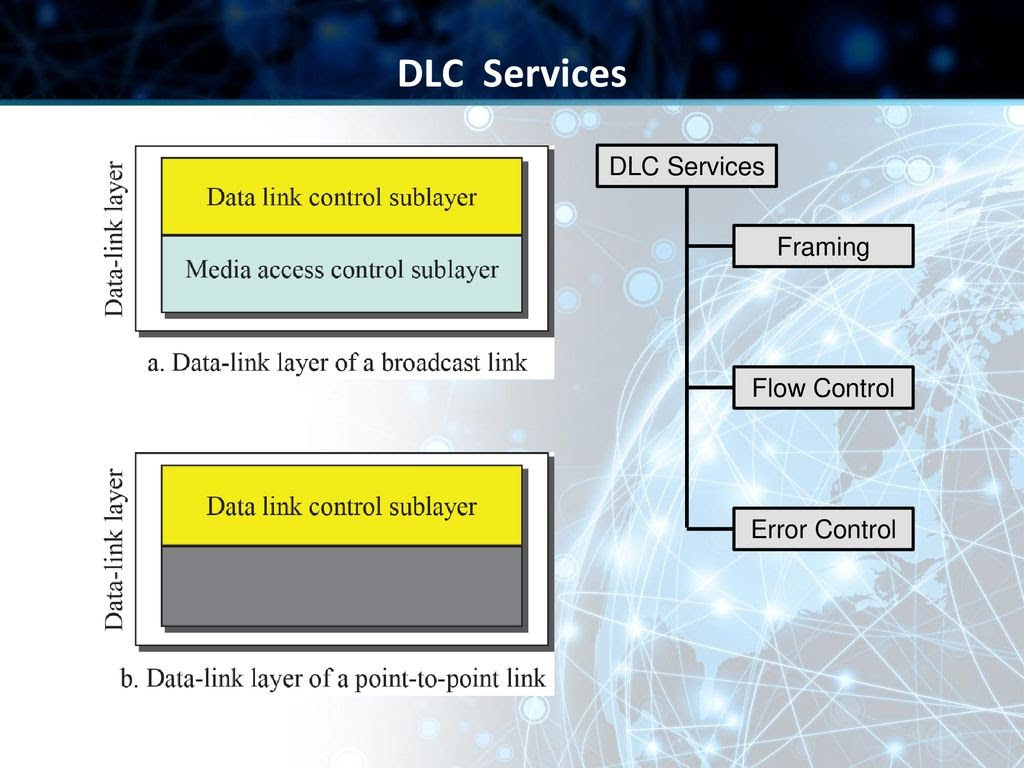 DLC Services
Data-link layer
Data link control sublayer
Media access control sublayer
a. Data-link layer of a broadcast link
Data-link layer
Data link control sublayer
b. Data-link layer of a point-to-point link
DLC Services
Framing
Flow Control
Error Control